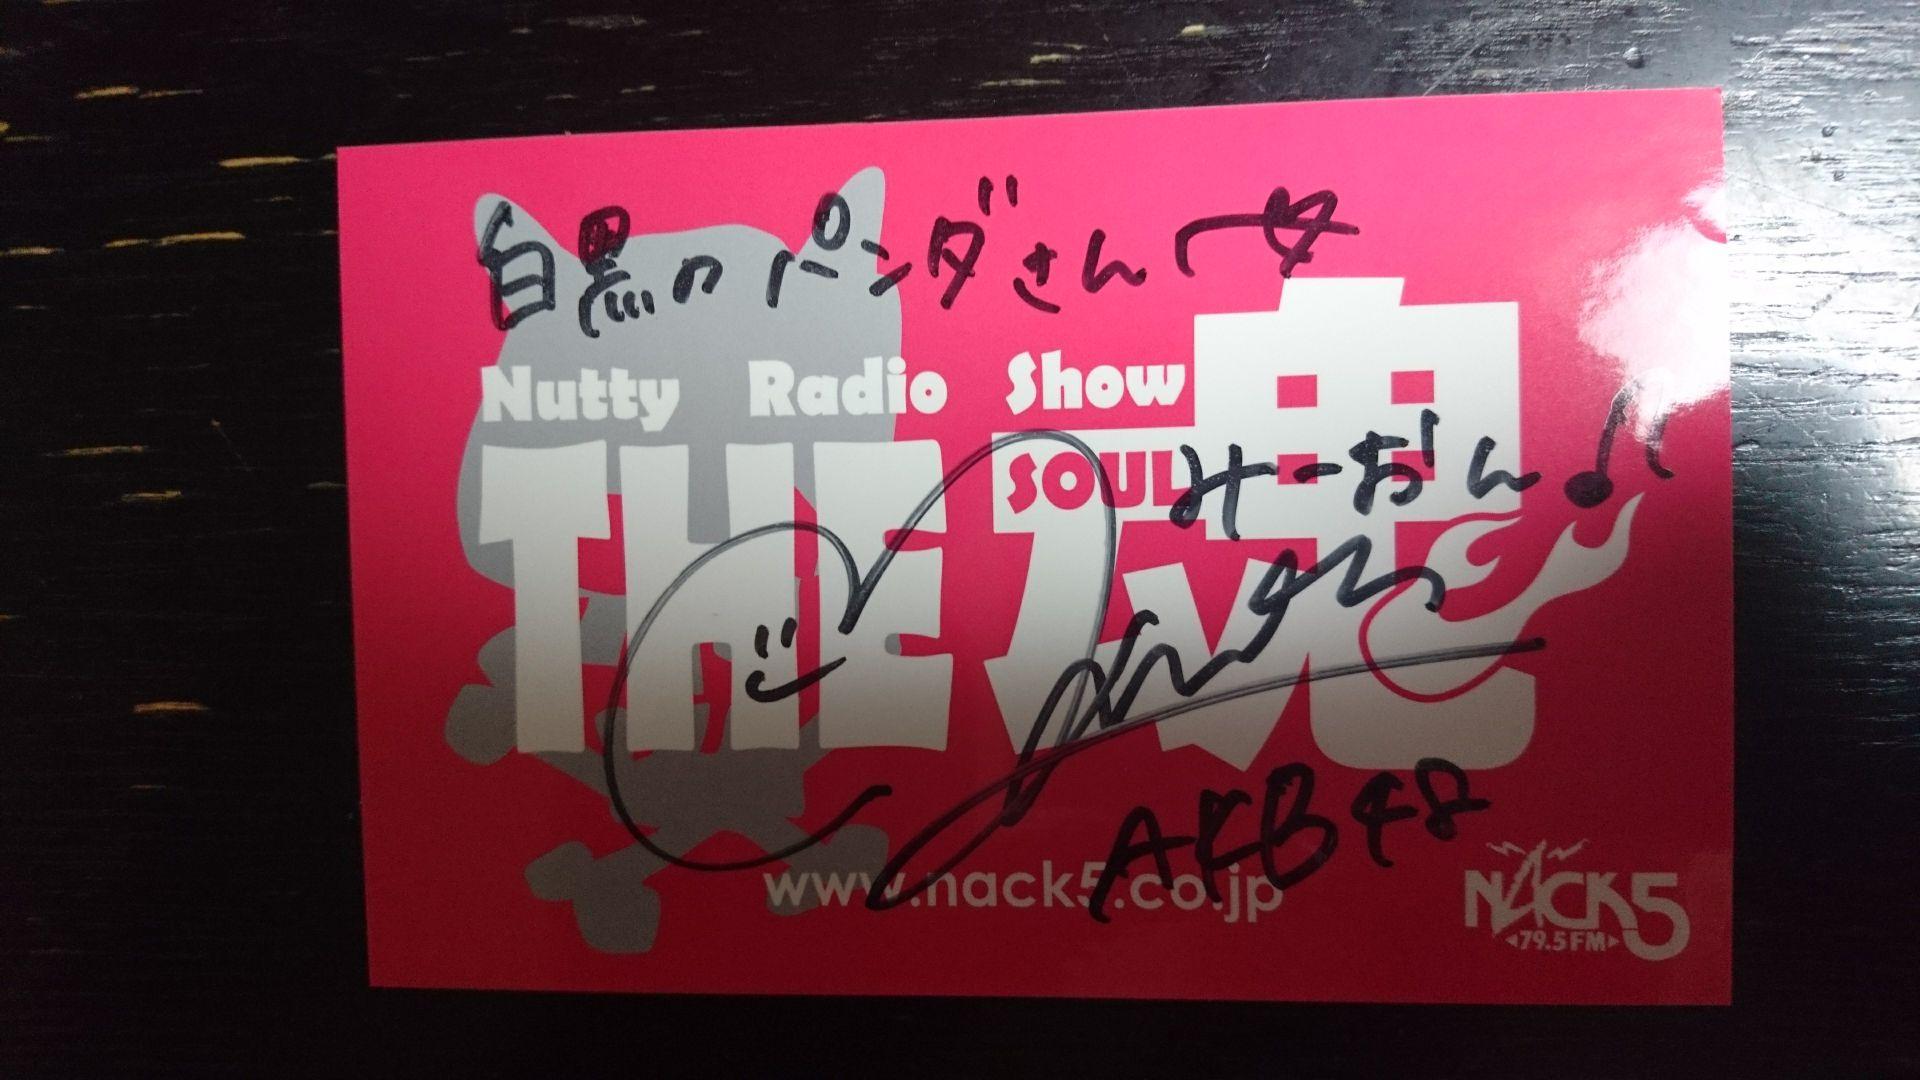 白黒のパンダさんへ
Nutty Radio Show
THE 魂
SOUL
みーおん♪
AKB48
www.nack5.co.jp
NACK5
79.5FM